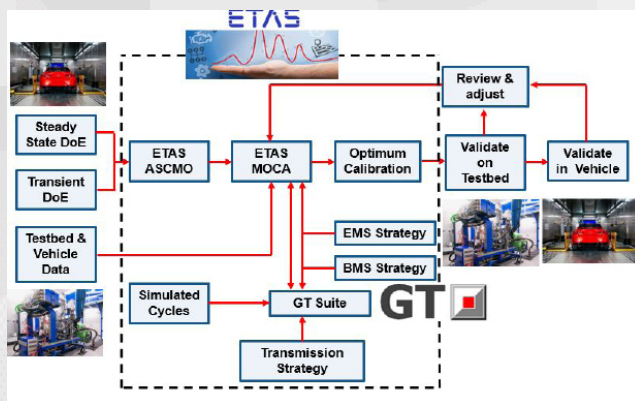 ETAS
Review &
adjust
Steady
State DoE
ETAS
ASCMO
ETAS
MOCA
Optimum
Calibration
Validate
on
Testbed
Validate
in Vehicle
Transient
DoE
Testbed &
Vehicle
Data
EMS Strategy
BMS Strategy
Simulated
Cycles
GT Suite
GT
Transmission
Strategy